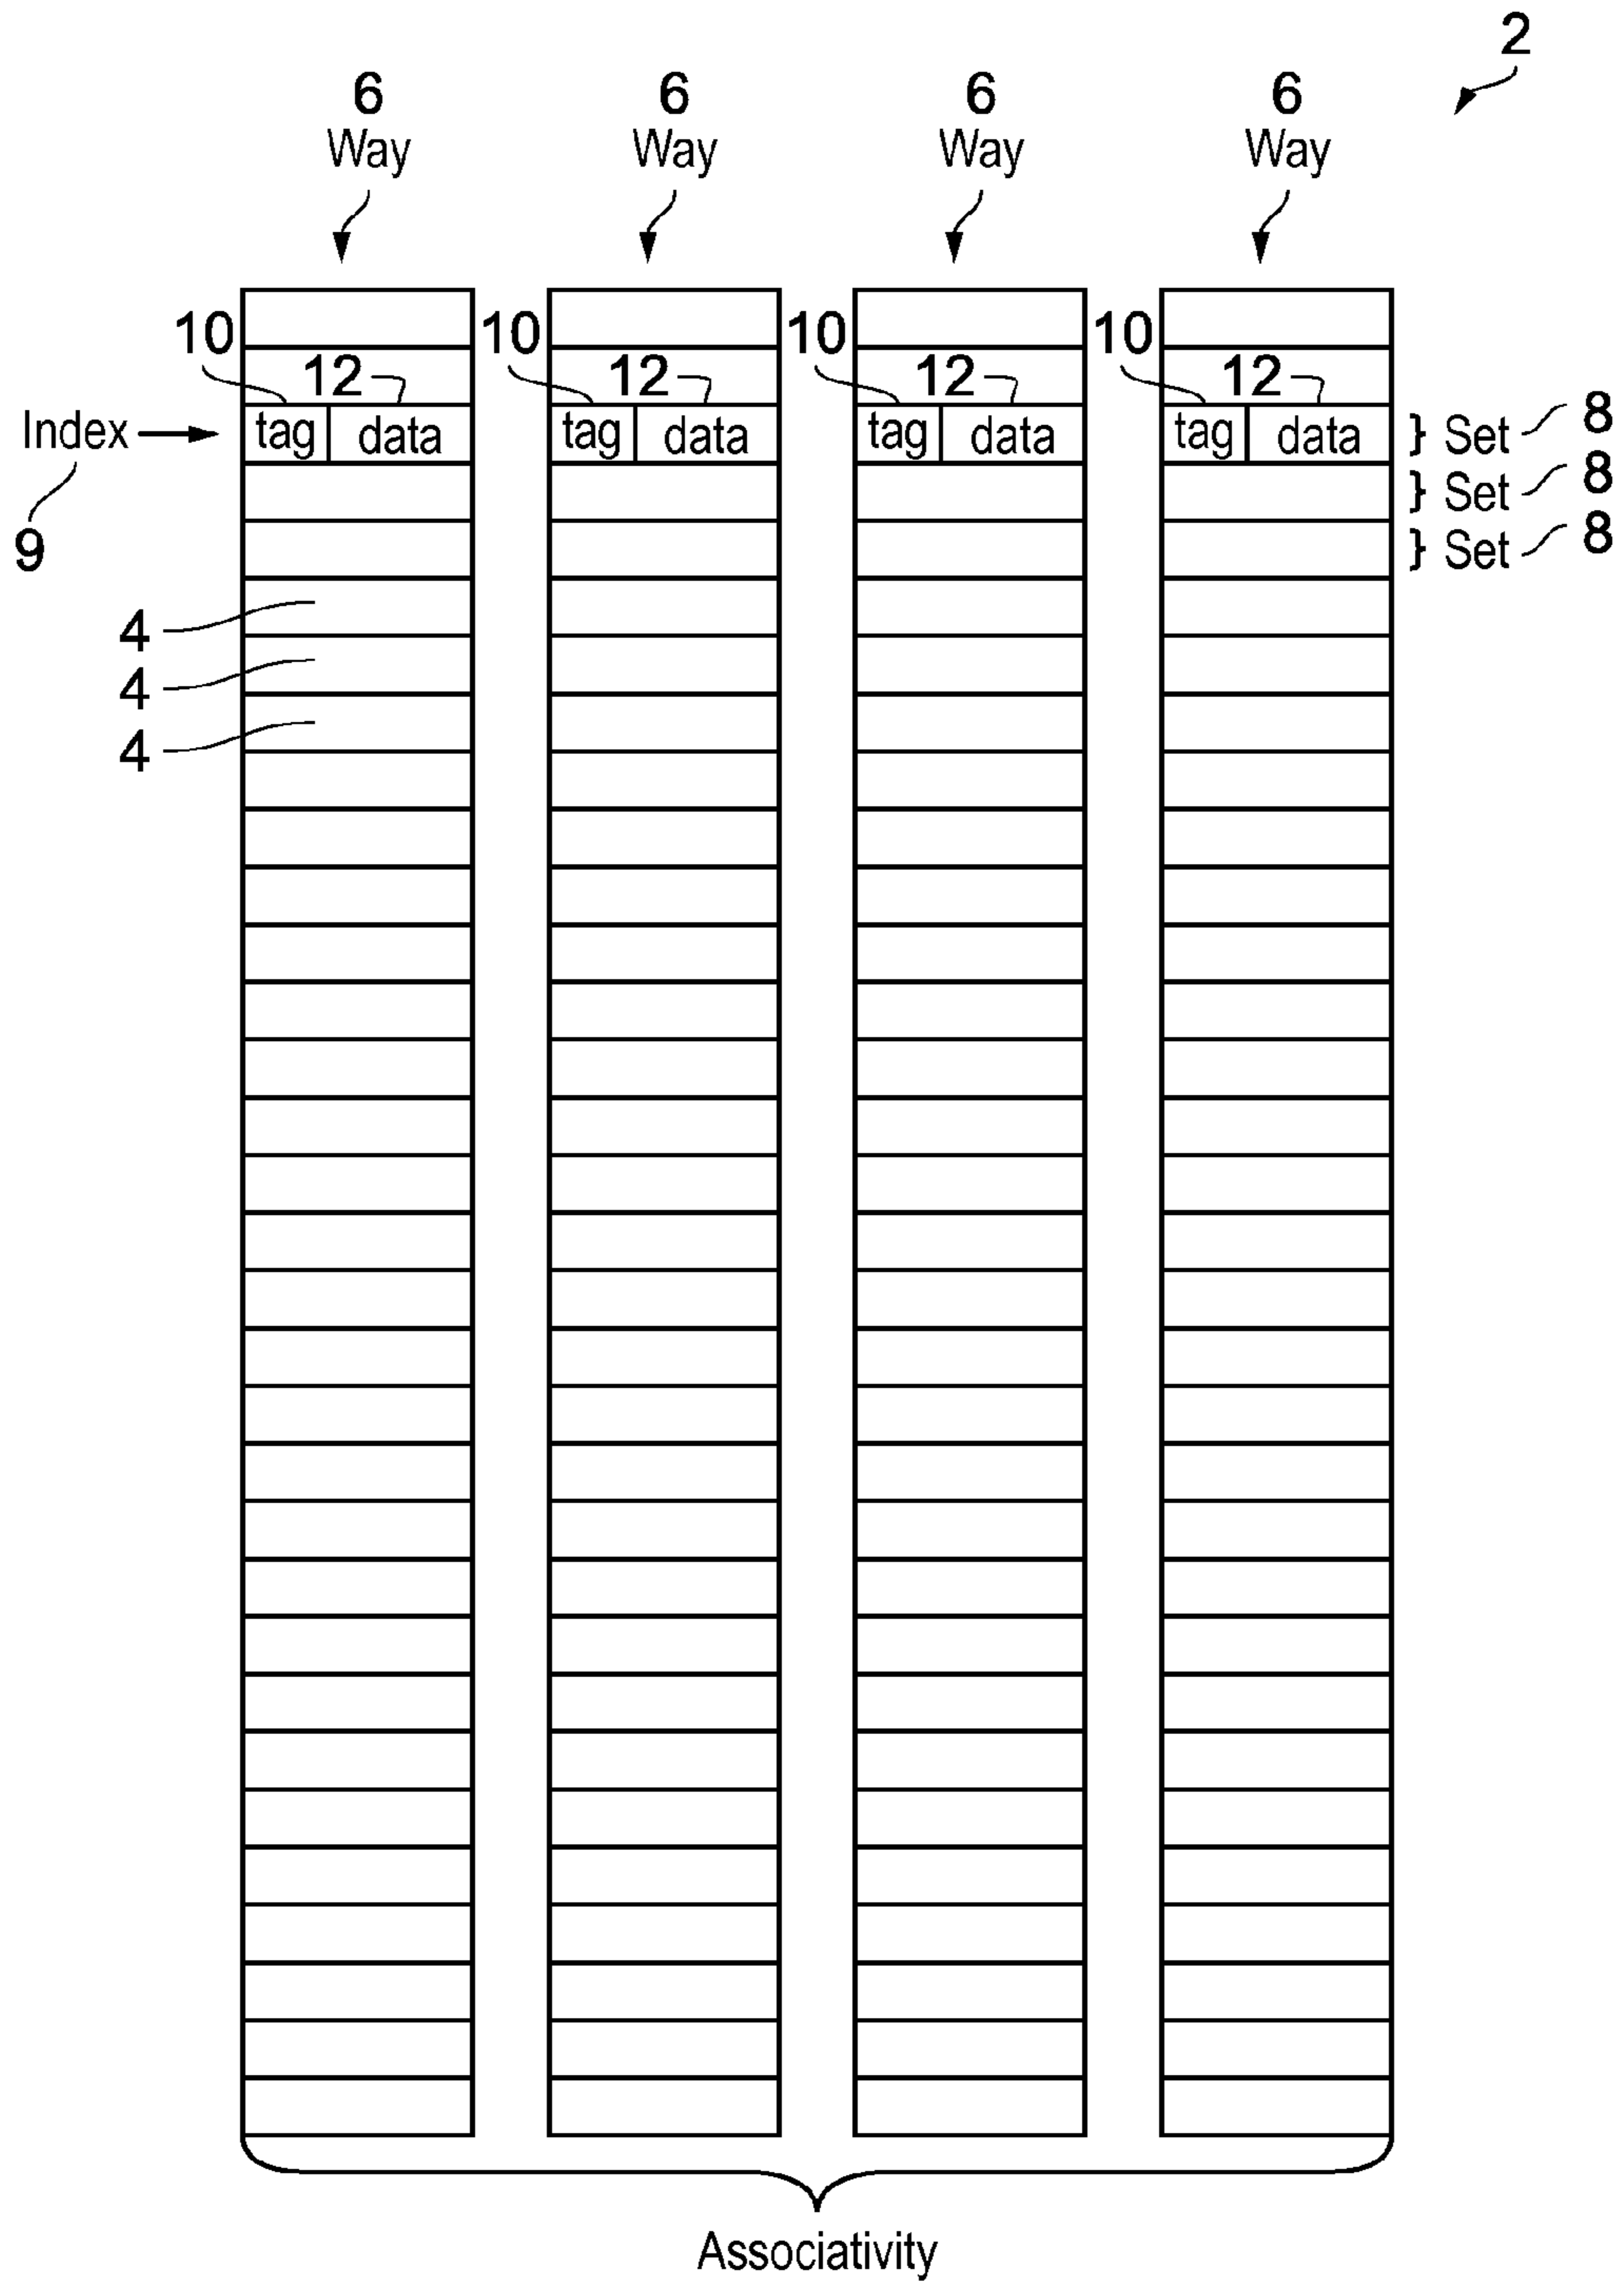 2
6 6 6 6
Way Way Way Way
10 10 10 10
12 12 12 12
Index tag data tag data tag data tag data } Set 8
} Set 8
9 } Set 8
4
4
4
Associativity